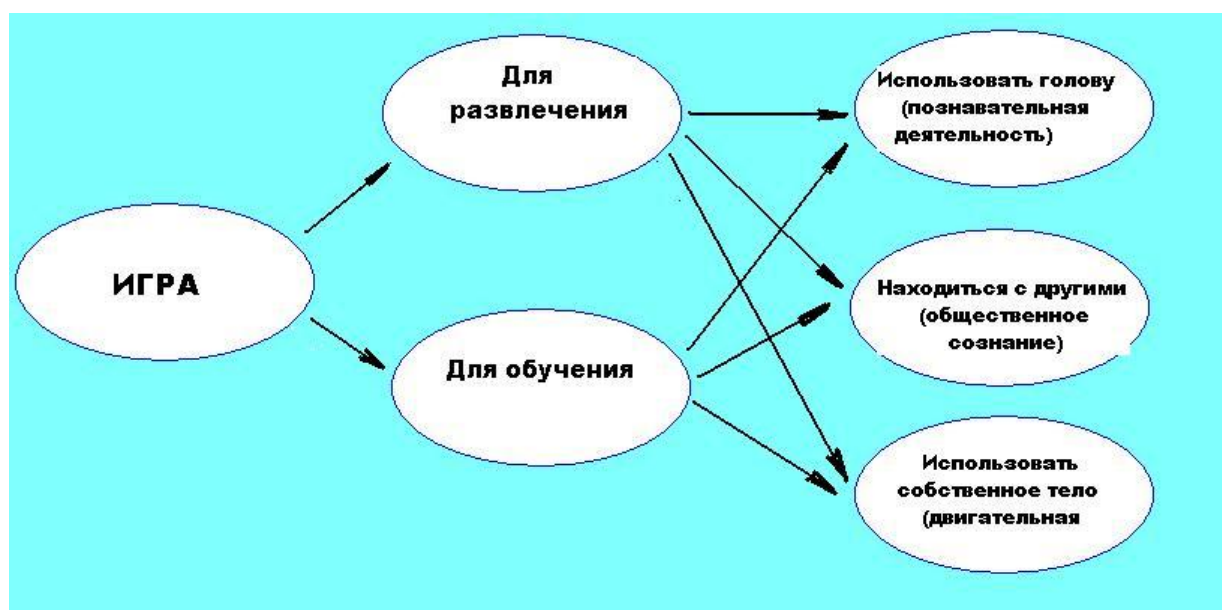 ИГРА
Для
развлечения
Для обучения
Использовать голову
(познавательная
деятельность)
Находиться с другими
(общественное
сознание)
Использовать
собственное тело
(двигательная